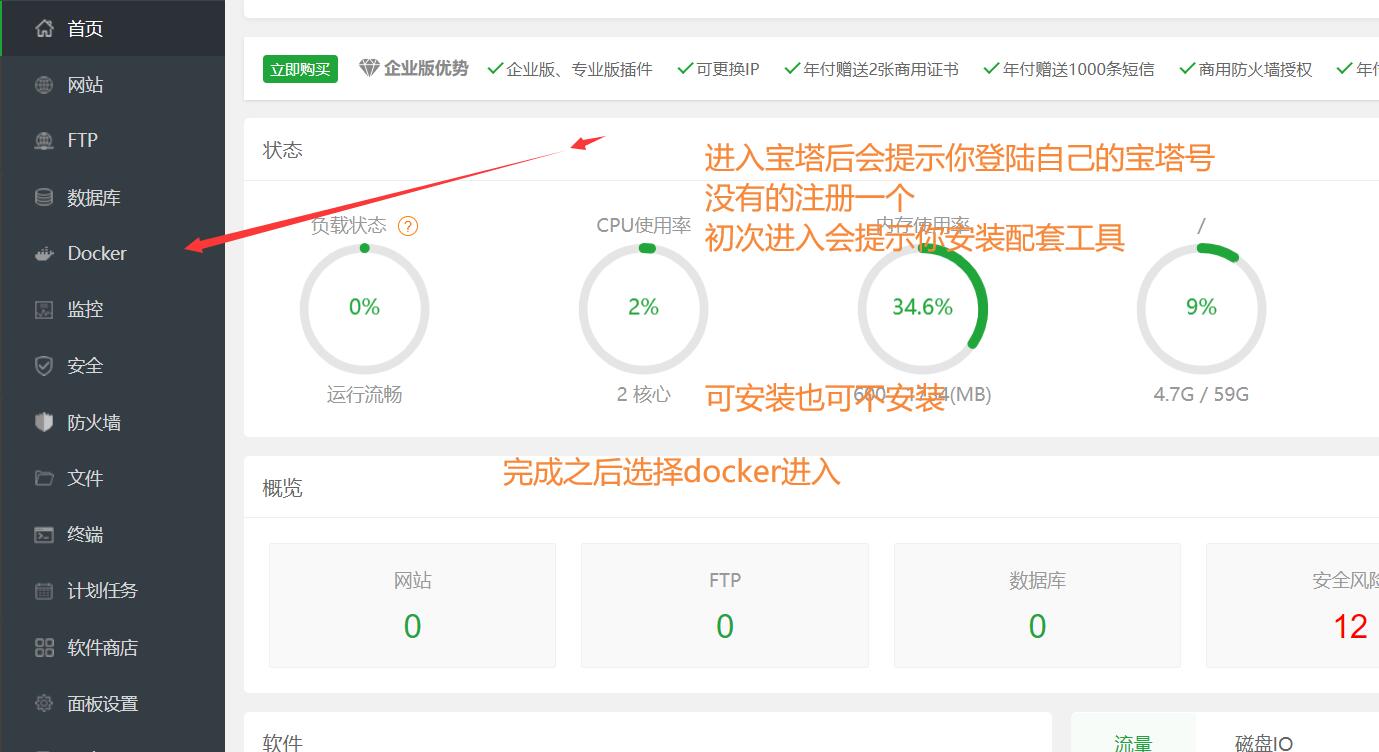 首页
网站
FTP
数据库
Docker
监控
安全
防火墙
文件
终端
计划任务
软件商店
面板设置
立即购买 企业版优势 企业版、专业版插件 可更换IP 年付赠送2张商用证书 年付赠送1000条短信 商用防火墙授权 年付
状态
进入宝塔后会提示你登陆自己的宝塔号
没有的注册一个
初次进入会提示你安装配套工具
负载状态 ? CPU使用率 内存使用率 /
0% 2% 34.6% 9%
运行流畅 2 核心 (MB) 4.7G / 59G
可安装也可不安装
完成之后选择docker进入
概览
网站 FTP 数据库 安全风险
0 0 0 12
软件 流量 磁盘IO